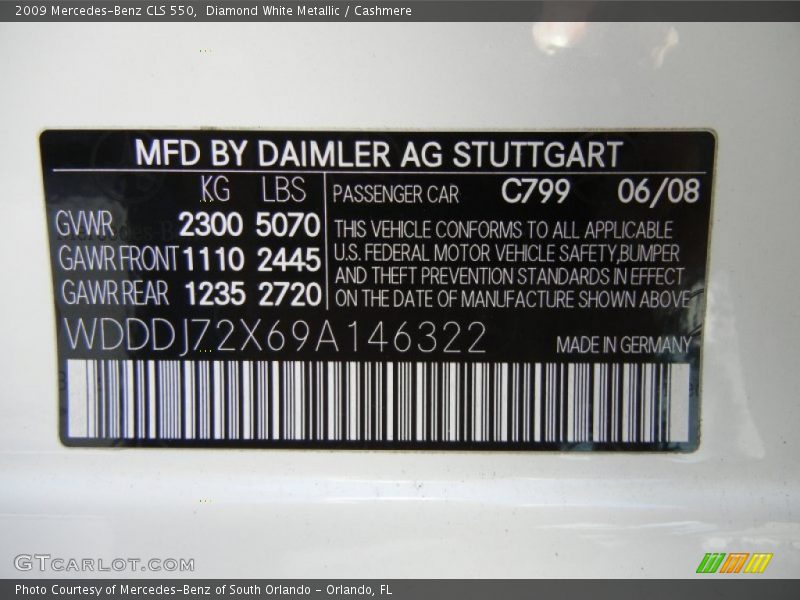 2009 Mercedes-Benz CLS 550,  Diamond White Metallic / Cashmere
MFD BY DAIMLER AG STUTTGART
KG LBS
GVWR 2300 5070
GAWR FRONT 1110 2445
GAWR REAR 1235 2720
PASSENGER CAR C799 06/08
THIS VEHICLE CONFORMS TO ALL APPLICABLE
U.S. FEDERAL MOTOR VEHICLE SAFETY,BUMPER
AND THEFT PREVENTION STANDARDS IN EFFECT
ON THE DATE OF MANUFACTURE SHOWN ABOVE
WDDDJ72X69A146322
MADE IN GERMANY
GTCARLOT.COM
Photo Courtesy of Mercedes-Benz of South Orlando - Orlando, FL